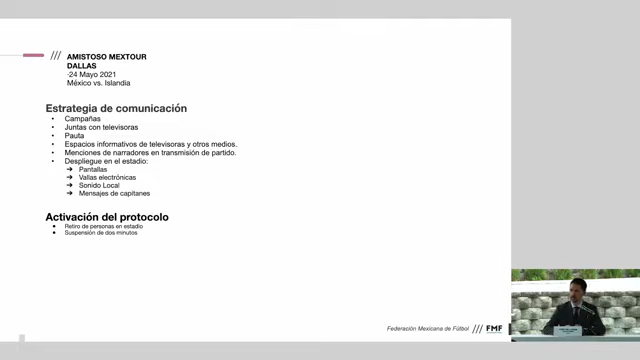 /// AMISTOSO MEXTOUR
DALLAS
·24 Mayo 2021
México vs. Islandia
Estrategia de comunicación
• Campañas
• Juntas con televisoras
• Pauta
• Espacios informativos de televisoras y otros medios.
• Menciones de narradores en transmisión de partido.
• Despliegue en el estadio:
➔ Pantallas
➔ Vallas electrónicas
➔ Sonido Local
➔ Mensajes de capitanes
Activación del protocolo
● Retiro de personas en estadio
● Suspensión de dos minutos
Federación Mexicana de Fútbol /// FMF